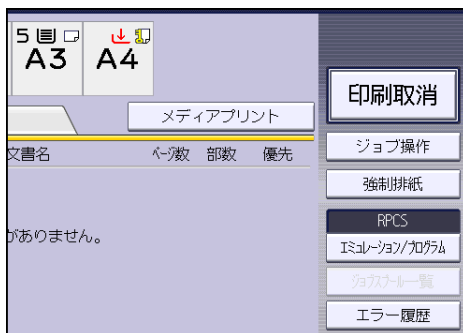 5
A3 A4
印刷取消
メディアプリント
ジョブ操作
文書名 ページ数 部数 優先
強制排紙
RPCS
がありません。
エミュレーション/プログラム
ジョブスプール一覧
エラー履歴